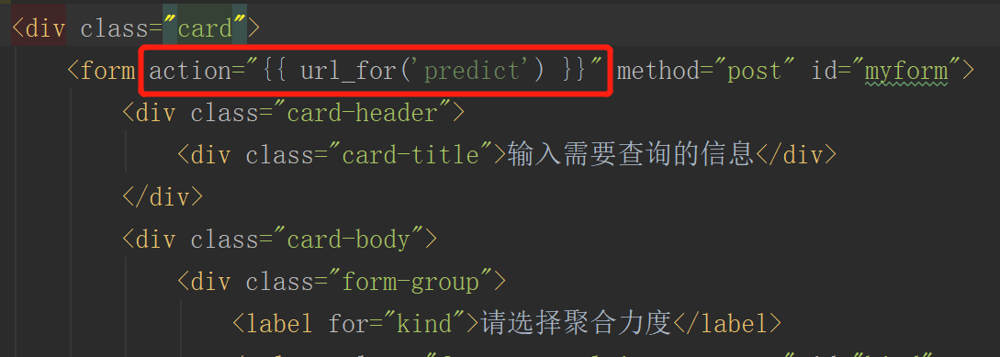 <div class="card">
<form action="{{ url_for('predict') }}" method="post" id="myform">
<div class="card-header">
<div class="card-title">输入需要查询的信息</div>
</div>
<div class="card-body">
<div class="form-group">
<label for="kind">请选择聚合力度</label>